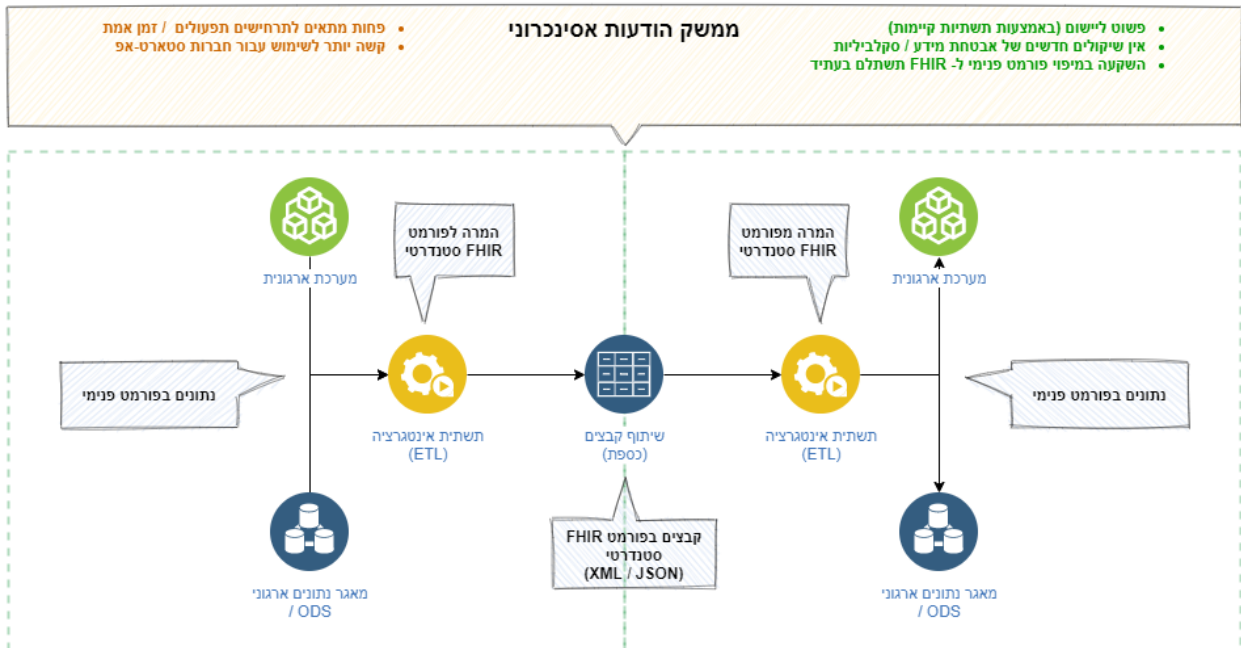 ממשק הודעות אסינכרוני
פשוט ליישום (באמצעות תשתיות קיימות)
אין שיקולים חדשים של אבטחת מידע / סקלביליות
השקעה במיפוי פורמט פנימי ל- FHIR תשתלם בעתיד
פחות מתאים לתרחישים תפעולים / זמן אמת
קשה יותר לשימוש עבור חברות סטארט-אפ
מערכת ארגונית
המרה לפורמט
FHIR סטנדרטי
המרה מפורמט
FHIR סטנדרטי
מערכת ארגונית
נתונים בפורמט פנימי
תשתית אינטגרציה
(ETL)
שיתוף קבצים
(כספת)
תשתית אינטגרציה
(ETL)
נתונים בפורמט פנימי
קבצים בפורמט FHIR
סטנדרטי
(XML / JSON)
מאגר נתונים ארגוני
/ ODS
מאגר נתונים ארגוני
/ ODS